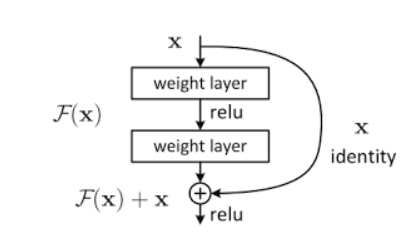 x
weight layer
relu
F(x)
weight layer
x
identity
F(x) + x
relu